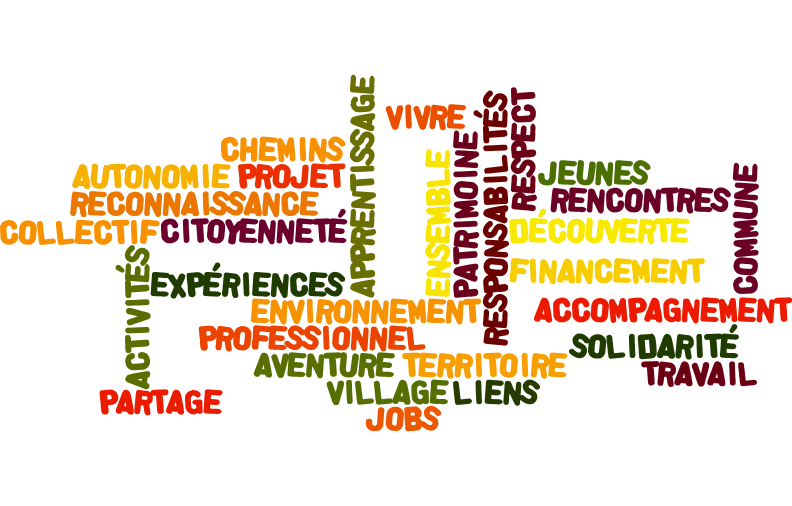 VIVRE
APPRENTISSAGE
RESPONSABILITÉS
RESPECT
CHEMINS
ENSEMBLE
PATRIMOINE
AUTONOMIE
PROJET
JEUNES
RECONNAISSANCE
RENCONTRES
COMMUNE
COLLECTIF
CITOYENNETÉ
DÉCOUVERTE
ACTIVITÉS
EXPÉRIENCES
FINANCEMENT
ENVIRONNEMENT
ACCOMPAGNEMENT
PROFESSIONNEL
SOLIDARITÉ
AVENTURE
TERRITOIRE
TRAVAIL
VILLAGE
LIENS
PARTAGE
JOBS